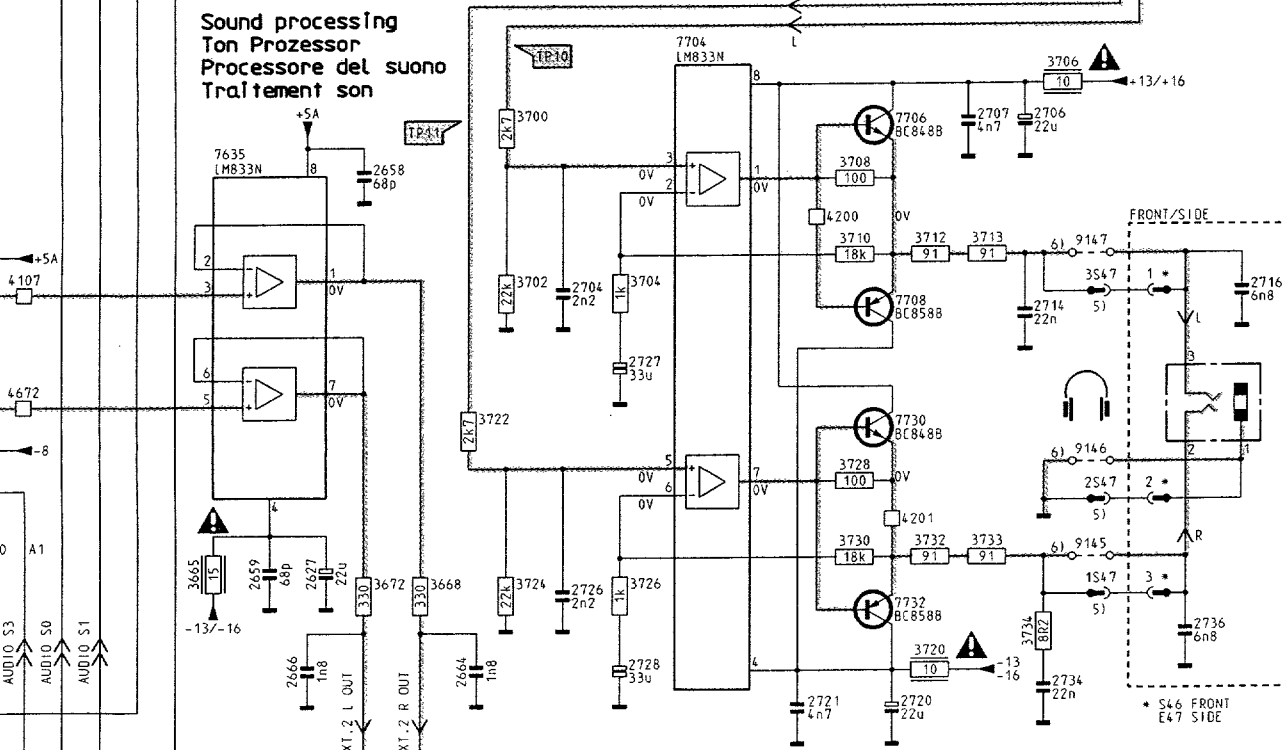 Sound processing
Ton Prozessor
Processore del suono
Traitement son
+5A
TP11
TP10
L
7635
LM833N
8
2658
68p
2
3
1
0V
6
5
7
0V
4
+5A
4107
4672
-8
0
A1
AUDIO S3
AUDIO S0
AUDIO S1
3665
15
-13/-16
2659
68p
2627
22u
330
3672
330
3668
2666
1n8
2664
1n8
XT.2 L OUT
XT.2 R OUT
3700
2k7
3702
22k
2704
2n2
3704
1k
2727
33u
3722
2k7
3724
22k
2726
2n2
3726
1k
2728
33u
7704
LM833N
8
3
0V
2
0V
1
0V
5
0V
6
0V
7
0V
4
7706
BC848B
3708
100
4200
0V
3710
18k
7708
BC858B
3712
91
3713
91
2707
4n7
2706
22u
3706
10
+13/+16
2714
22n
7730
BC848B
3728
100
0V
4201
3730
18k
7732
BC858B
3732
91
3733
91
3720
10
-13
-16
2721
4n7
2720
22u
3734
8R2
2734
22n
FRONT/SIDE
6) 9147
3S47
5)
1 *
2716
6n8
L
3
2
1
6) 9146
2S47
5)
2 *
R
6) 9145
1S47
5)
3 *
2736
6n8
* S46 FRONT
E47 SIDE